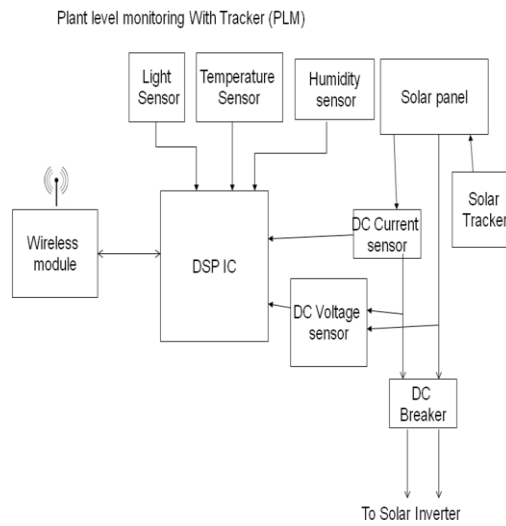 Plant level monitoring With Tracker (PLM)
Light
Sensor
Temperature
Sensor
Humidity
sensor
Solar panel
Solar
Tracker
Wireless
module
DSP IC
DC Current
sensor
DC Voltage
sensor
DC
Breaker
To Solar Inverter